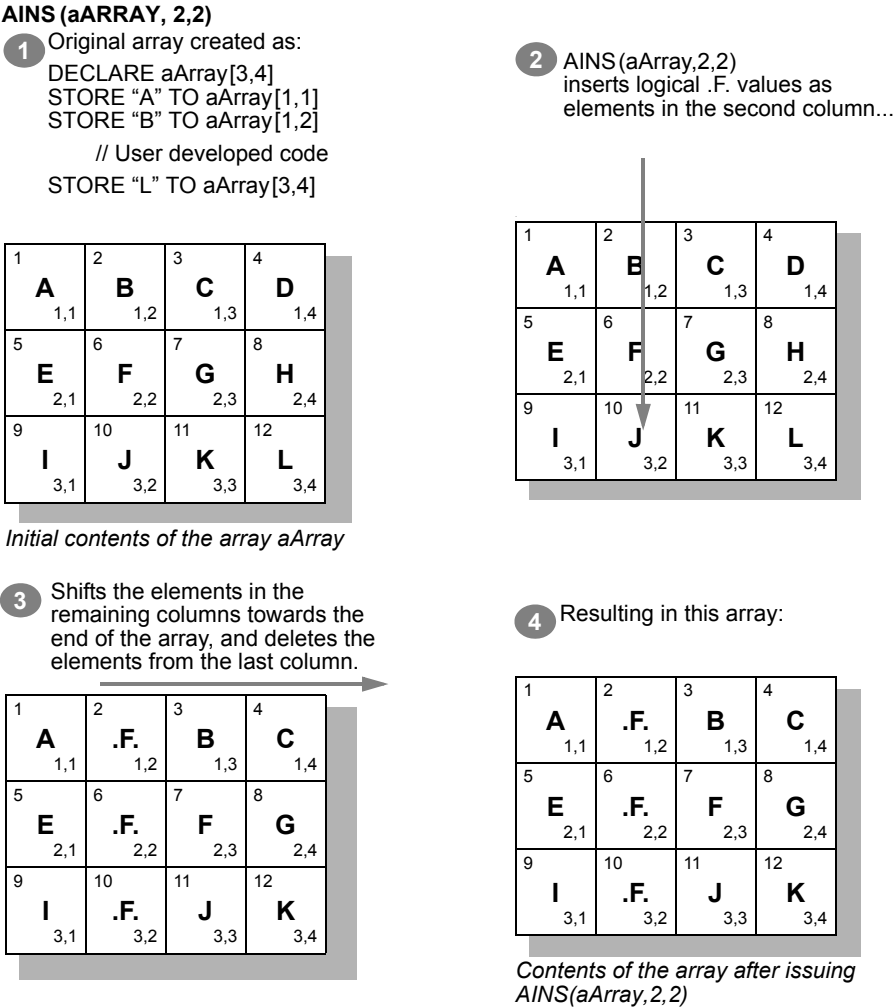 AINS (aARRAY, 2,2)
1 Original array created as:
DECLARE aArray[3,4]
STORE “A” TO aArray[1,1]
STORE “B” TO aArray[1,2]
// User developed code
STORE “L” TO aArray[3,4]
1 2 3 4
A B C D
1,1 1,2 1,3 1,4
5 6 7 8
E F G H
2,1 2,2 2,3 2,4
9 10 11 12
I J K L
3,1 3,2 3,3 3,4
Initial contents of the array aArray
2 AINS(aArray,2,2)
inserts logical .F. values as
elements in the second column...
1 2 3 4
A B C D
1,1 1,2 1,3 1,4
5 6 7 8
E F G H
2,1 2,2 2,3 2,4
9 10 11 12
I J K L
3,1 3,2 3,3 3,4
3 Shifts the elements in the
remaining columns towards the
end of the array, and deletes the
elements from the last column.
1 2 3 4
A .F. B C
1,1 1,2 1,3 1,4
5 6 7 8
E .F. F G
2,1 2,2 2,3 2,4
9 10 11 12
I .F. J K
3,1 3,2 3,3 3,4
4 Resulting in this array:
1 2 3 4
A .F. B C
1,1 1,2 1,3 1,4
5 6 7 8
E .F. F G
2,1 2,2 2,3 2,4
9 10 11 12
I .F. J K
3,1 3,2 3,3 3,4
Contents of the array after issuing
AINS(aArray,2,2)